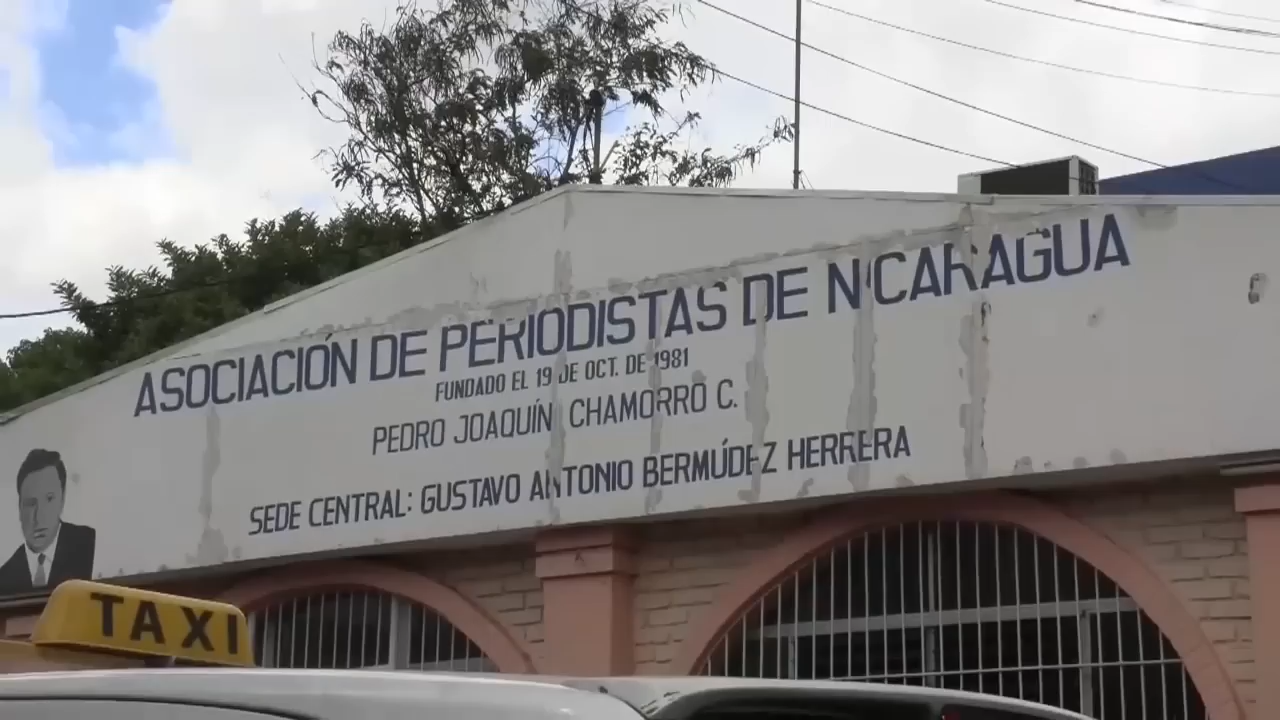 ASOCIACIÓN DE PERIODISTAS DE NICARAGUA
FUNDADO EL 19 DE OCT. DE 1981
PEDRO JOAQUÍN CHAMORRO C.
SEDE CENTRAL: GUSTAVO ANTONIO BERMÚDEZ HERRERA
TAXI